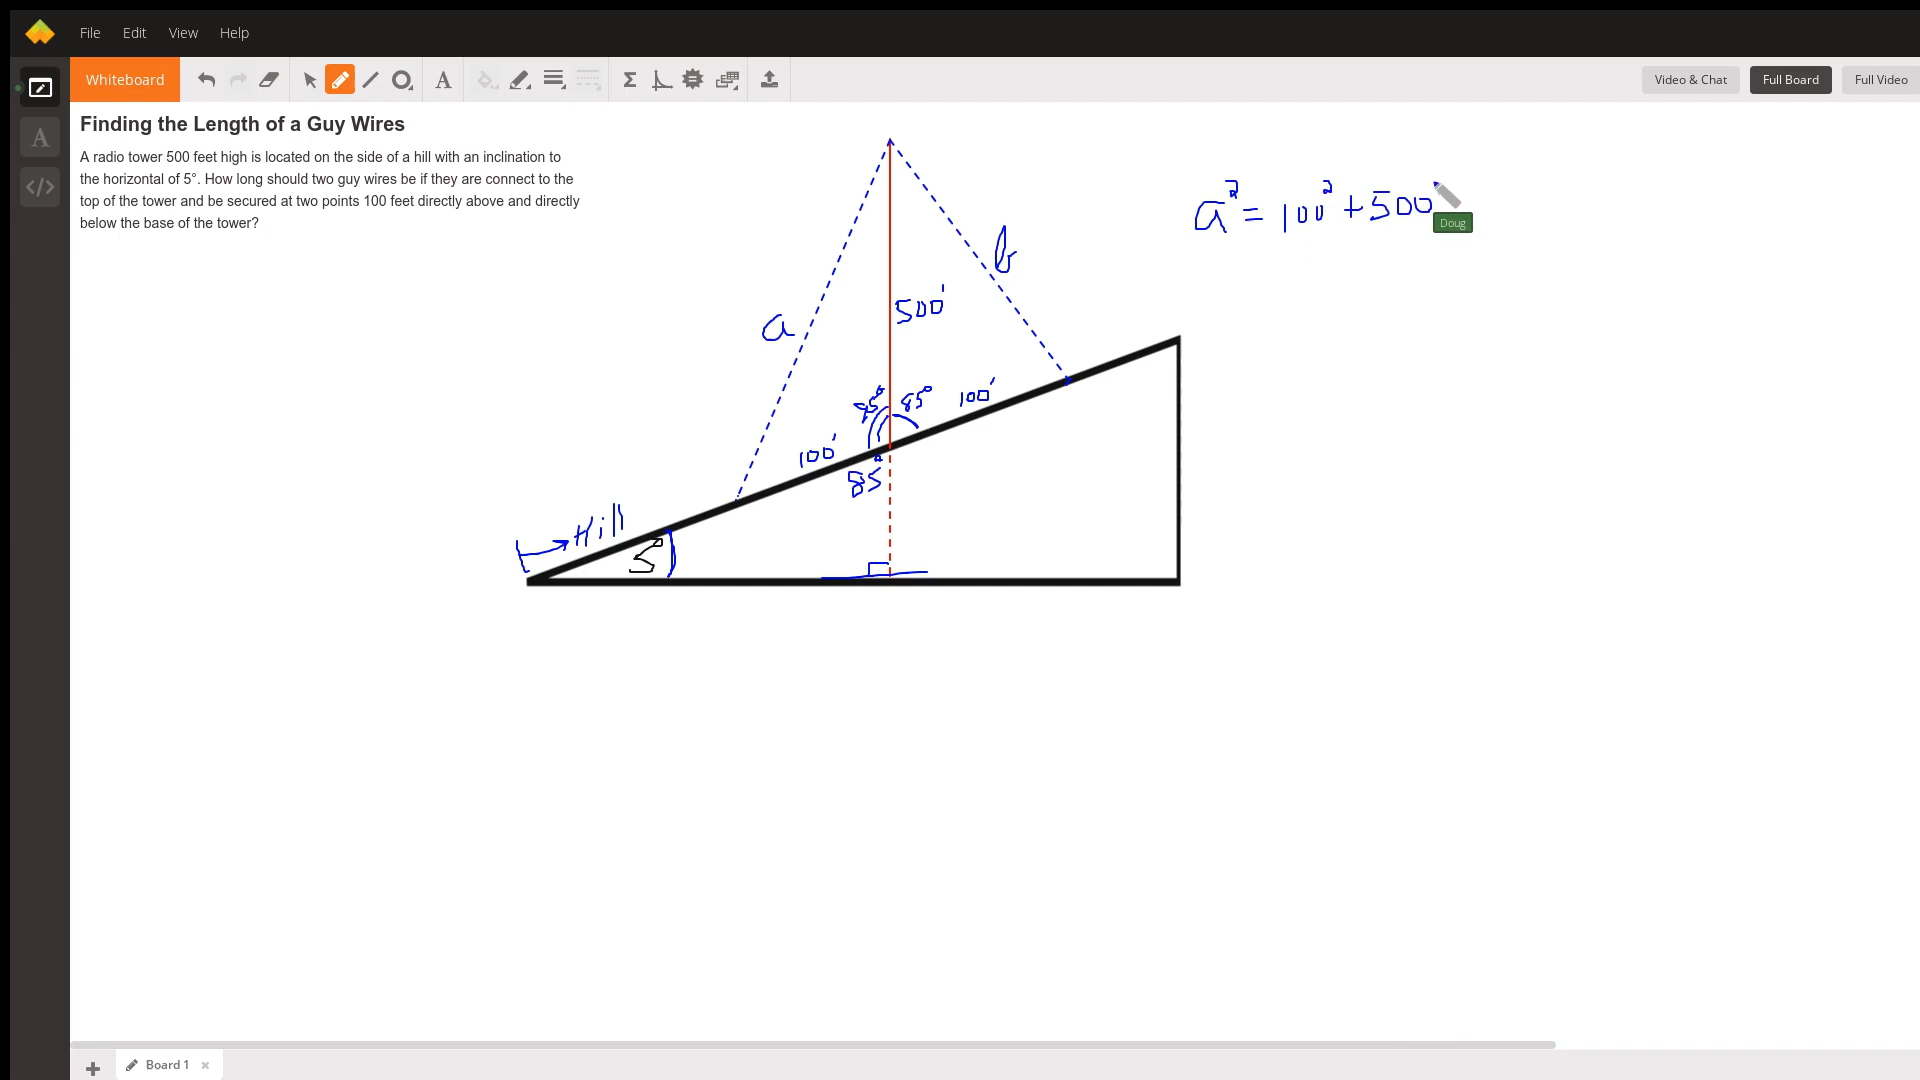 File Edit View Help
Whiteboard
Video & Chat Full Board Full Video
Finding the Length of a Guy Wires
A radio tower 500 feet high is located on the side of a hill with an inclination to
the horizontal of 5°. How long should two guy wires be if they are connect to the
top of the tower and be secured at two points 100 feet directly above and directly
below the base of the tower?
a² = 100² + 500
Doug
b
500'
a
85° 100'
100'
85°
Hill
5°
Board 1